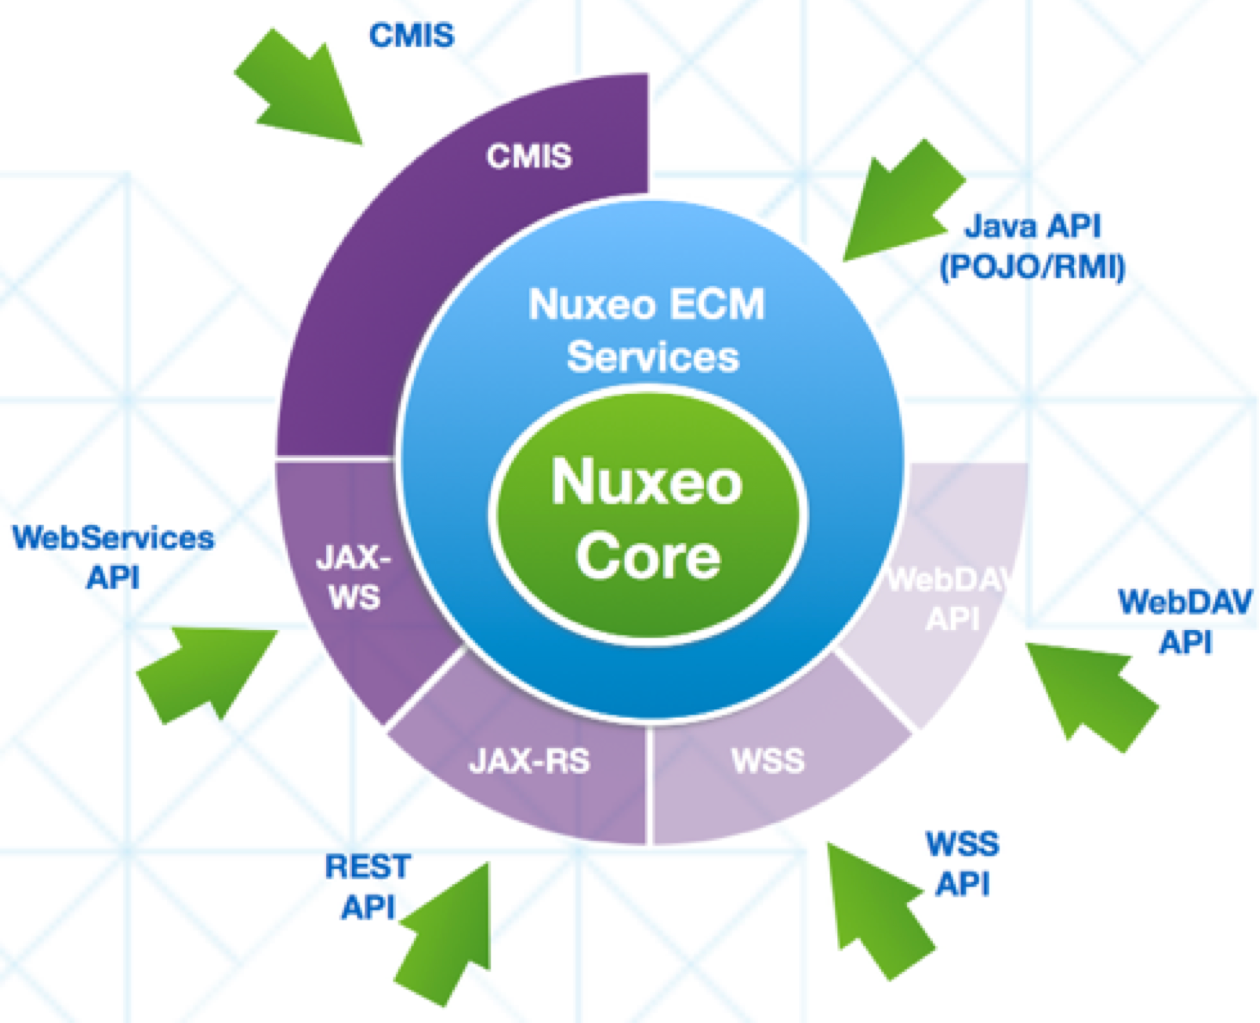 CMIS
CMIS
Java API
(POJO/RMI)
Nuxeo ECM
Services
Nuxeo
Core
WebServices
API
JAX-
WS
WebDAV
API
WebDAV
API
JAX-RS
WSS
REST
API
WSS
API